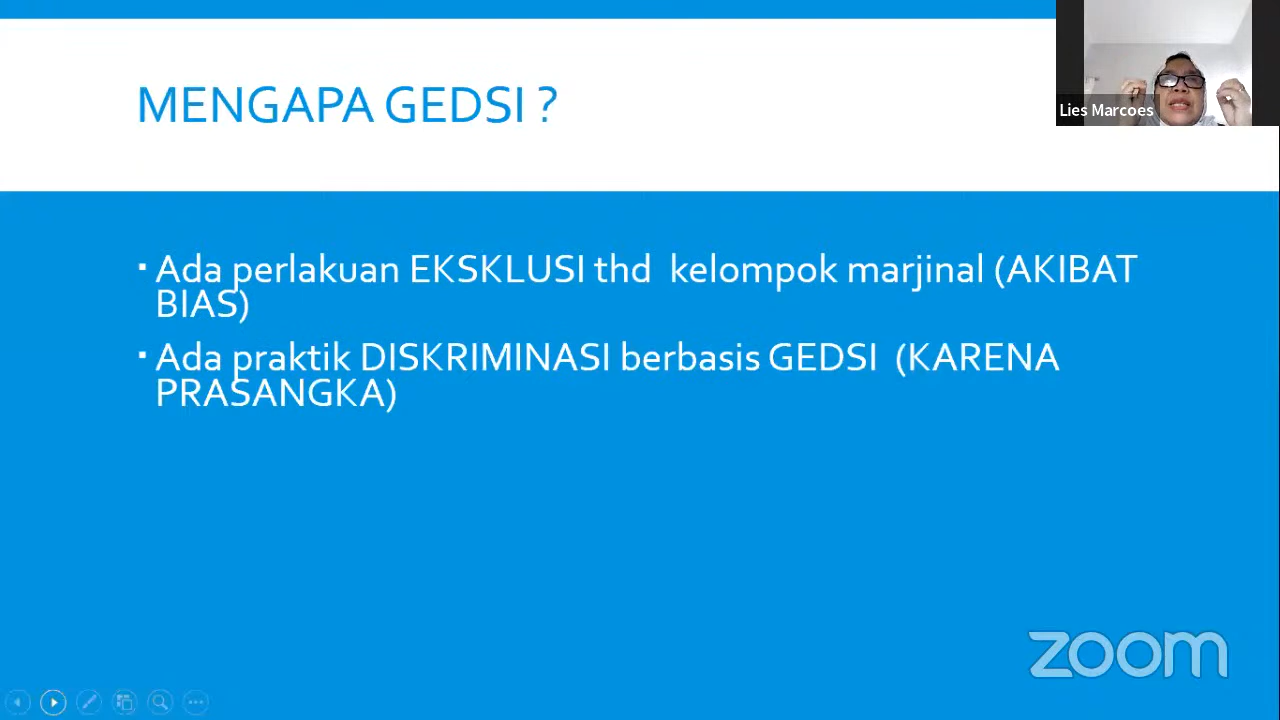 MENGAPA GEDSI ?
Lies Marcoes
▪ Ada perlakuan EKSKLUSI thd kelompok marjinal (AKIBAT
BIAS)
▪ Ada praktik DISKRIMINASI berbasis GEDSI (KARENA
PRASANGKA)
zoom